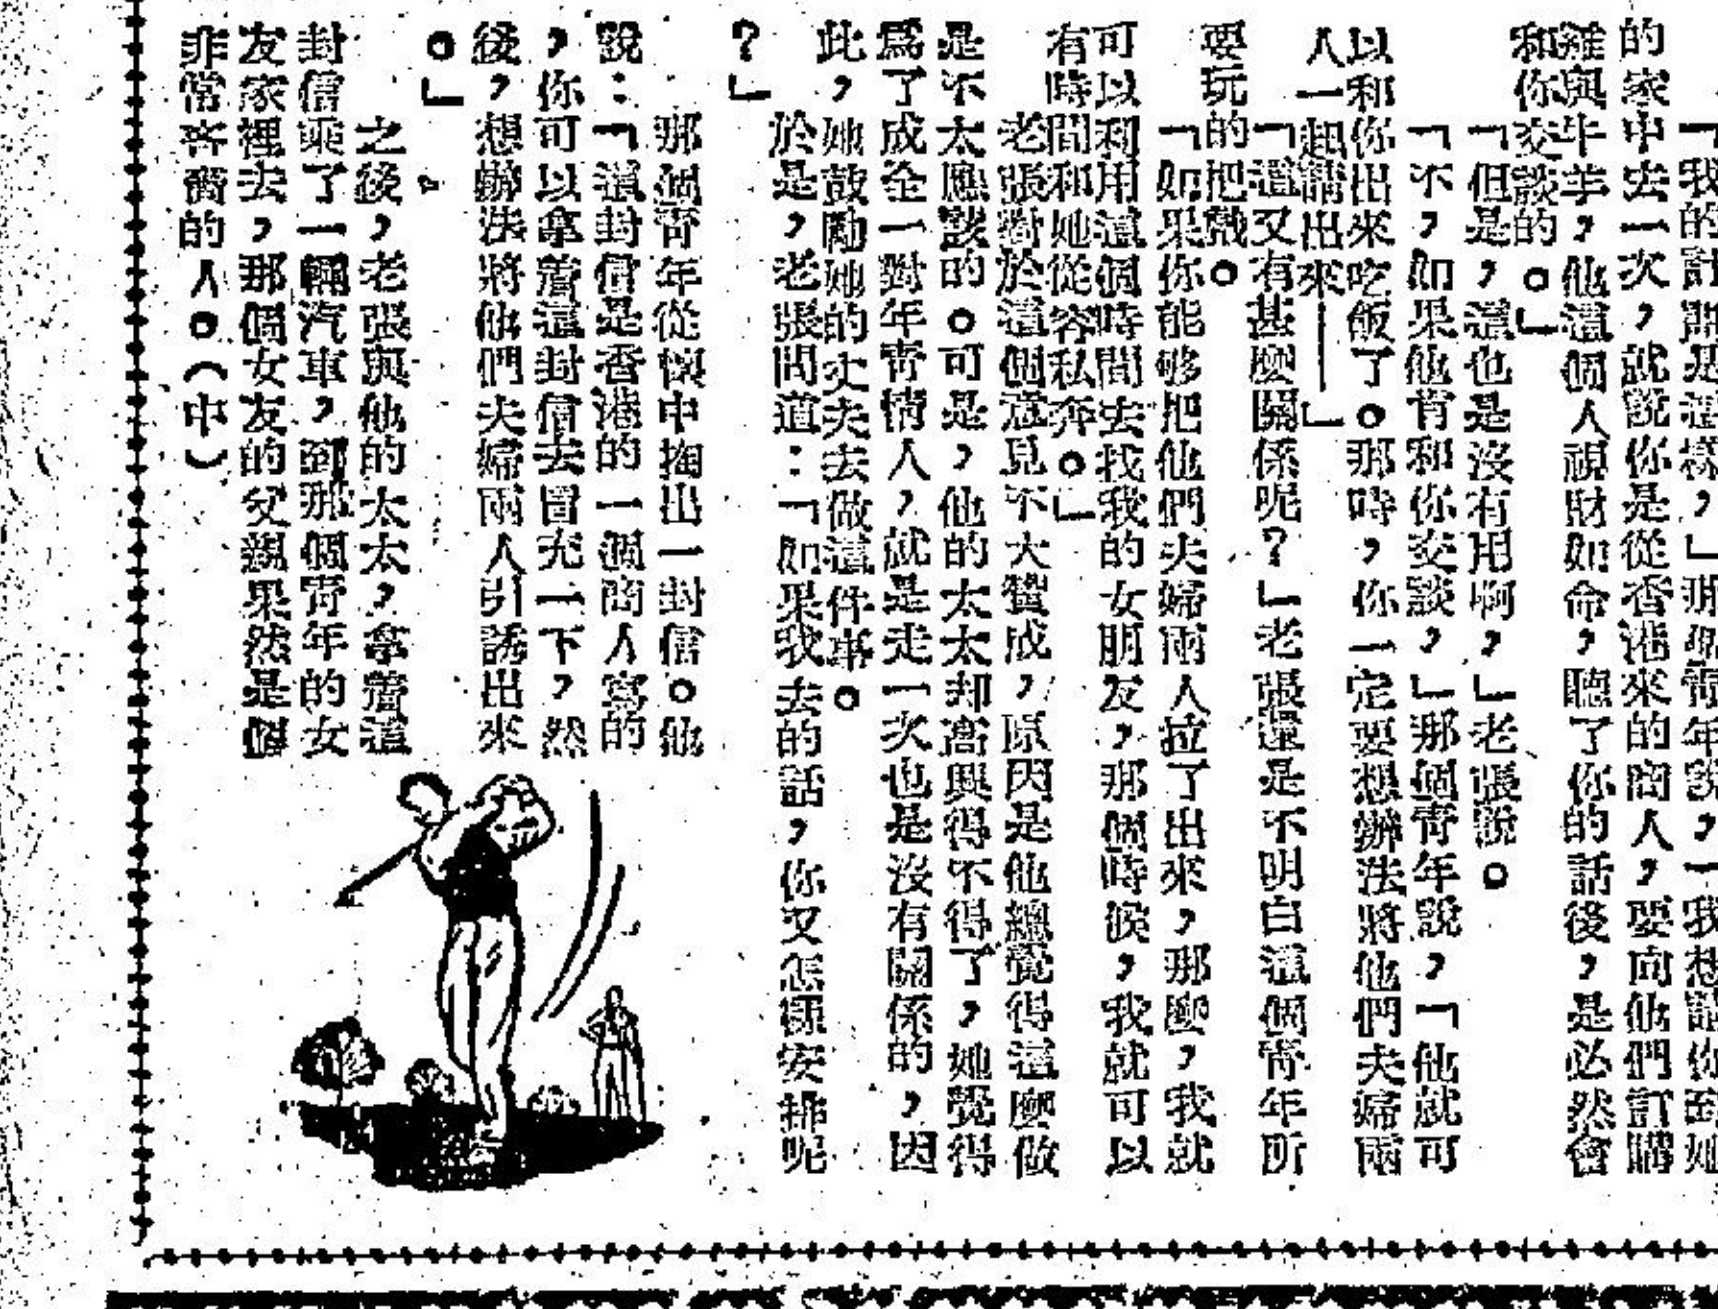 「我的計劃是這樣，」那個青年說，「我想請你到她
的家中去一次，就說你是從香港來的商人，要向他們訂購
雜與牛羊，他這個人視財如命，聽了你的話後，是必然會
和你交談的。」
「但是，這也是沒有用啊，」老張說。
「不，如果他肯和你交談，」那個青年說，「他就可
以和你出來吃飯了。那時，你一定要想辦法將他們夫婦兩
人一起請出來——」
「這又有甚麼關係呢？」老張還是不明白這個青年所
要玩的把戲。
「如果你能够把他們夫婦兩人拉了出來，那麼，我就
可以利用這個時間去找我的女朋友，那個時候，我就可以
有時間和她從容私奔。」
老張對於這個意見不大贊成，原因是他總覺得這麼做
是不太應該的。可是，他的太太却高興得不得了，她覺得
爲了成全一對年靑情人，就是走一次也是沒有關係的，因
此，她鼓勵她的丈夫去做這件事。
於是，老張問道：「如果我去的話，你又怎樣安排呢
？」
那個青年從懷中掏出一封信。他
說：「這封信是香港的一個商人寫的
，你可以拿着這封信去冒充一下，然
後，想辦法將他們夫婦兩人引誘出來
。」
之後，老張與他的太太，拿着這
封信乘了一輛汽車，到那個青年的女
友家裡去，那個女友的父親果然是個
非常吝嗇的人。（中）